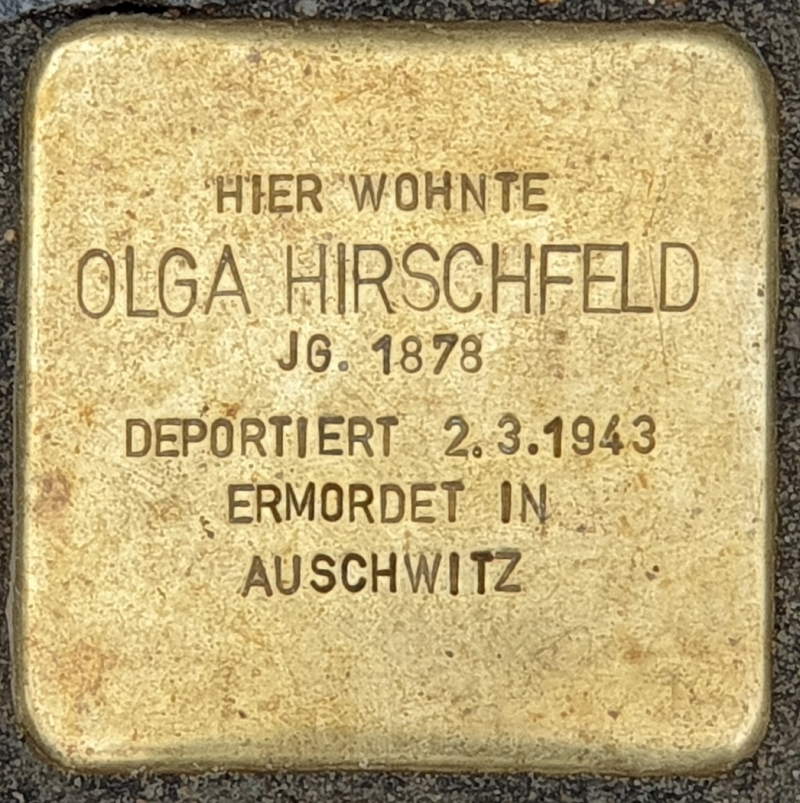 HIER WOHNTE
OLGA HIRSCHFELD
JG. 1878
DEPORTIERT 2.3.1943
ERMORDET IN
AUSCHWITZ